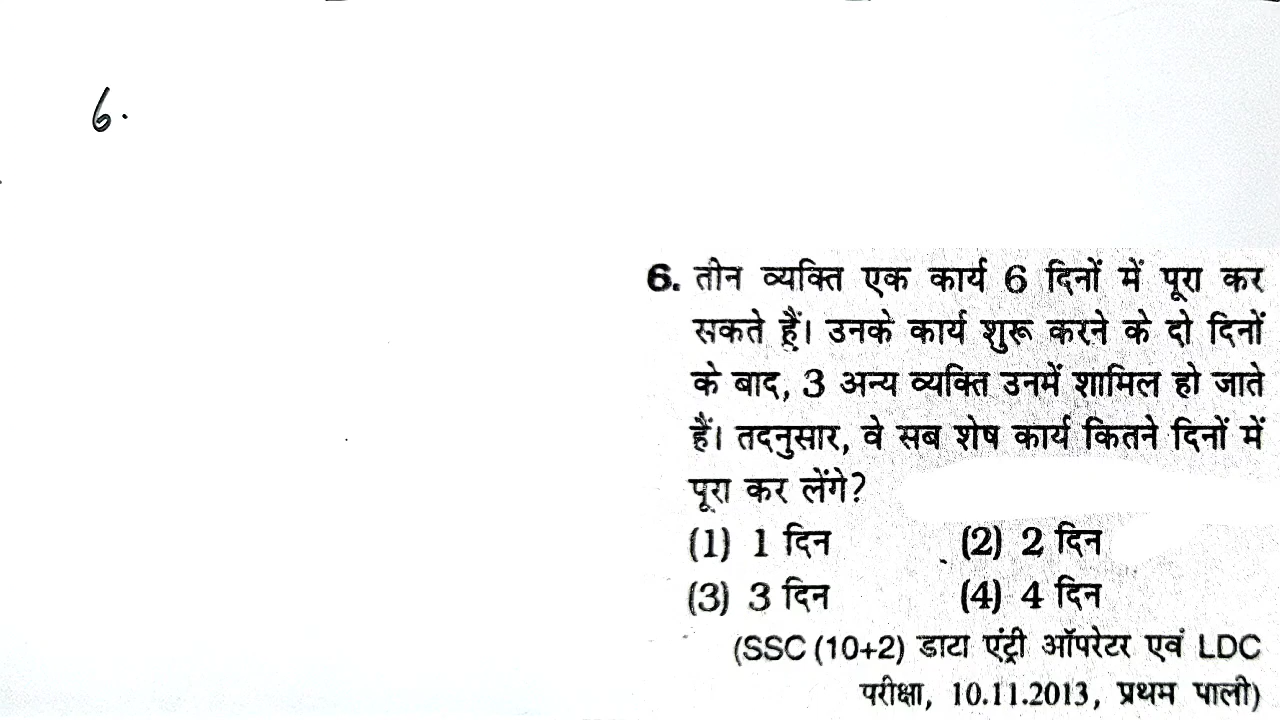 6.
6. तीन व्यक्ति एक कार्य 6 दिनों में पूरा कर
सकते हैं। उनके कार्य शुरू करने के दो दिनों
के बाद, 3 अन्य व्यक्ति उनमें शामिल हो जाते
हैं। तदनुसार, वे सब शेष कार्य कितने दिनों में
पूरा कर लेंगे?
(1) 1 दिन (2) 2 दिन
(3) 3 दिन (4) 4 दिन
(SSC (10+2) डाटा एंट्री ऑपरेटर एवं LDC
परीक्षा, 10.11.2013, प्रथम पाली)